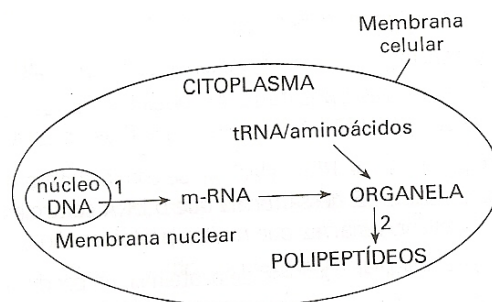 Membrana
celular
CITOPLASMA
tRNA/aminoácidos
núcleo
DNA
1
m-RNA
ORGANELA
2
Membrana nuclear
POLIPEPTÍDEOS